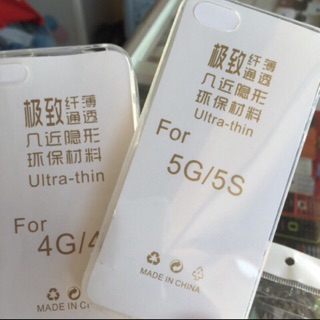 极致纤薄
通透
几近隐形
环保材料
Ultra-thin
For
4G/4
MADE IN CHIN
极致纤薄
通透
几近隐形
环保材料
Ultra-thin
For
5G/5S
MADE IN CHINA